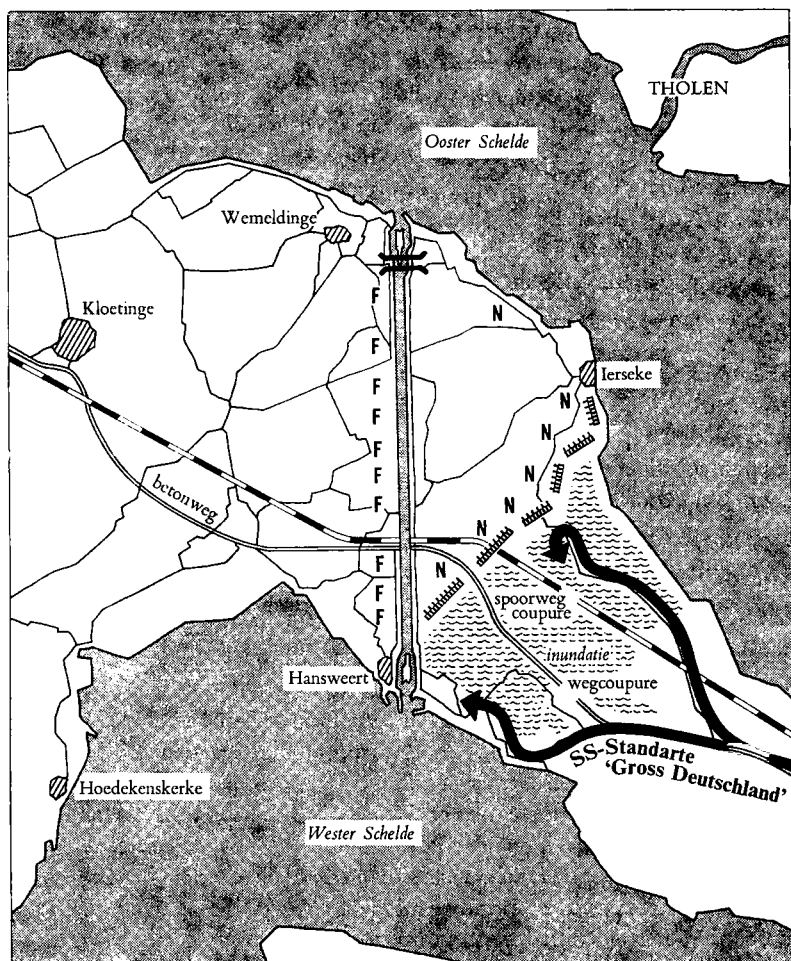 THOLEN
Ooster Schelde
Wemeldinge
F
N
Kloetinge
F
Ierseke
F
N
F
N
F
betonweg
F
N
F
N
N
F
N
F
spoorweg
coupure
F
inundatie
Hansweert
wegcoupure
SS-Standarte
'Gross Deutschland'
Hoedekenskerke
Wester Schelde